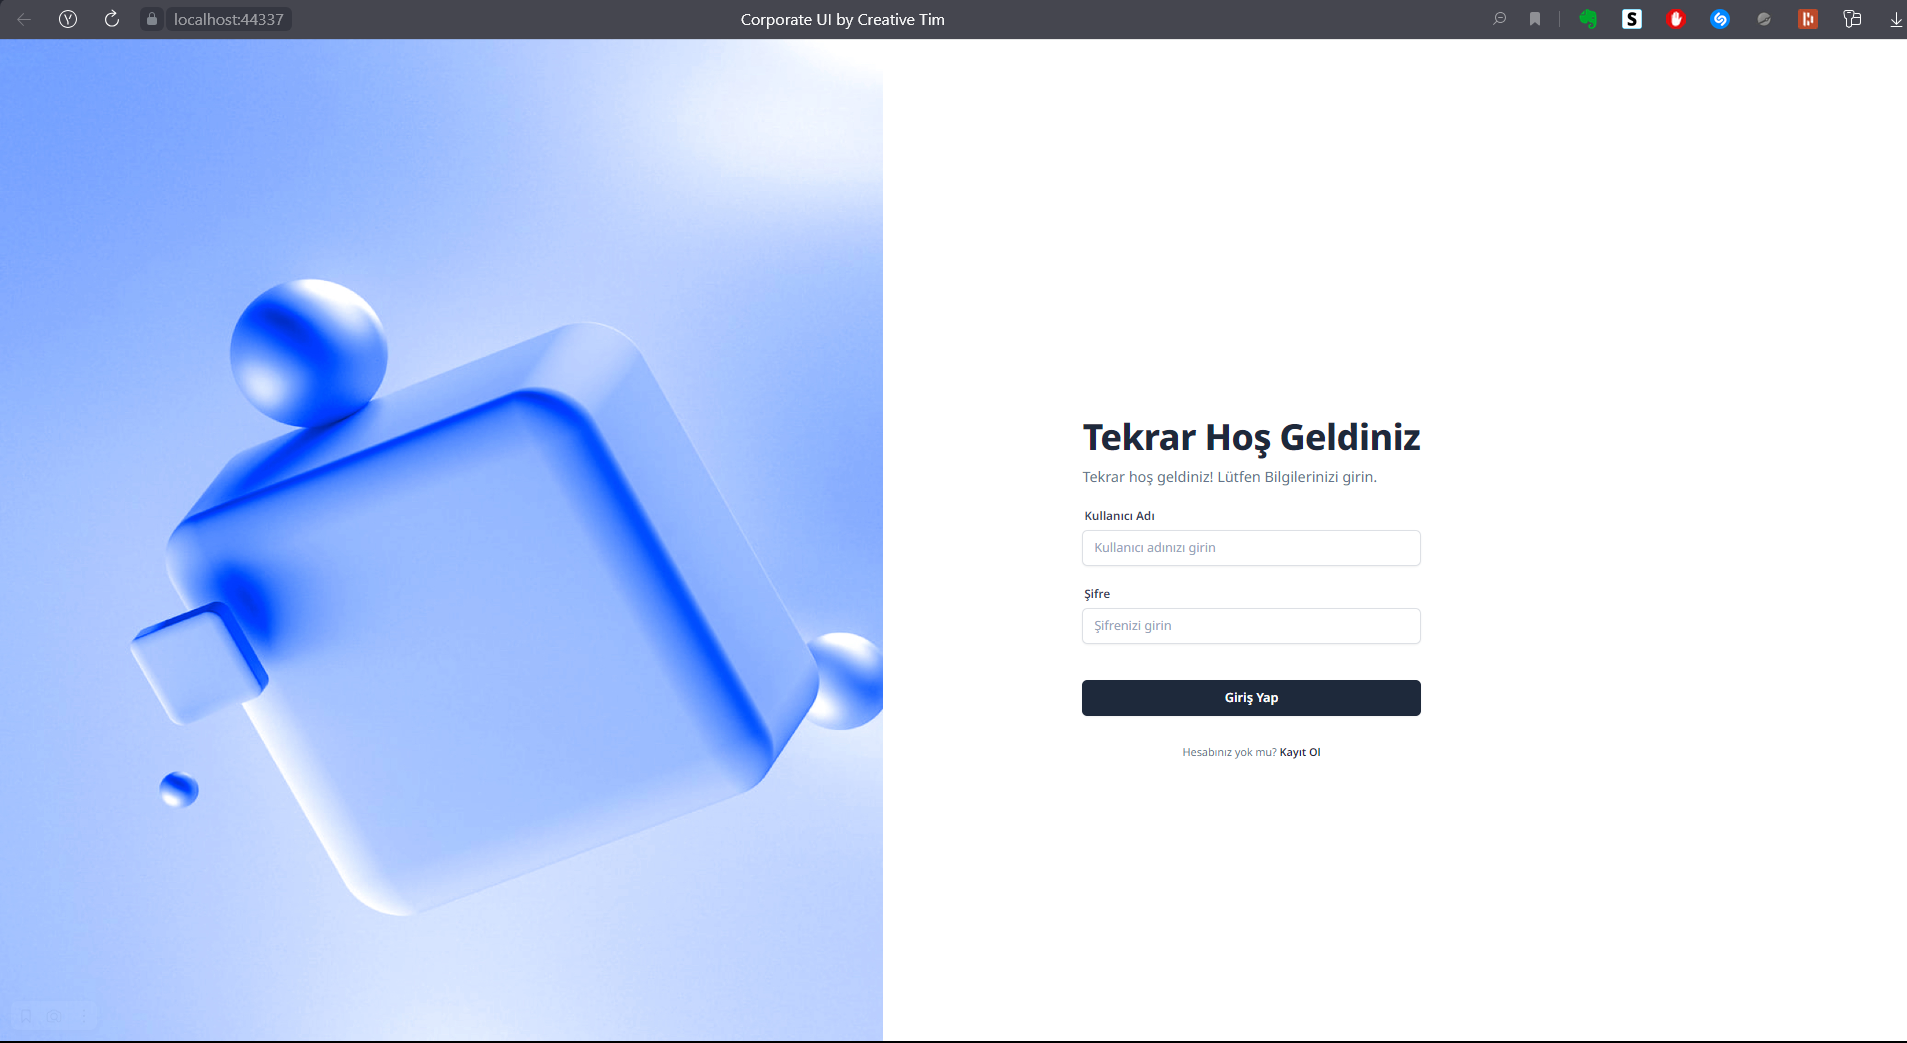 localhost:44337
Corporate UI by Creative Tim
S
Tekrar Hoş Geldiniz
Tekrar hoş geldiniz! Lütfen Bilgilerinizi girin.
Kullanıcı Adı
Kullanıcı adınızı girin
Şifre
Şifrenizi girin
Giriş Yap
Hesabınız yok mu? Kayıt Ol